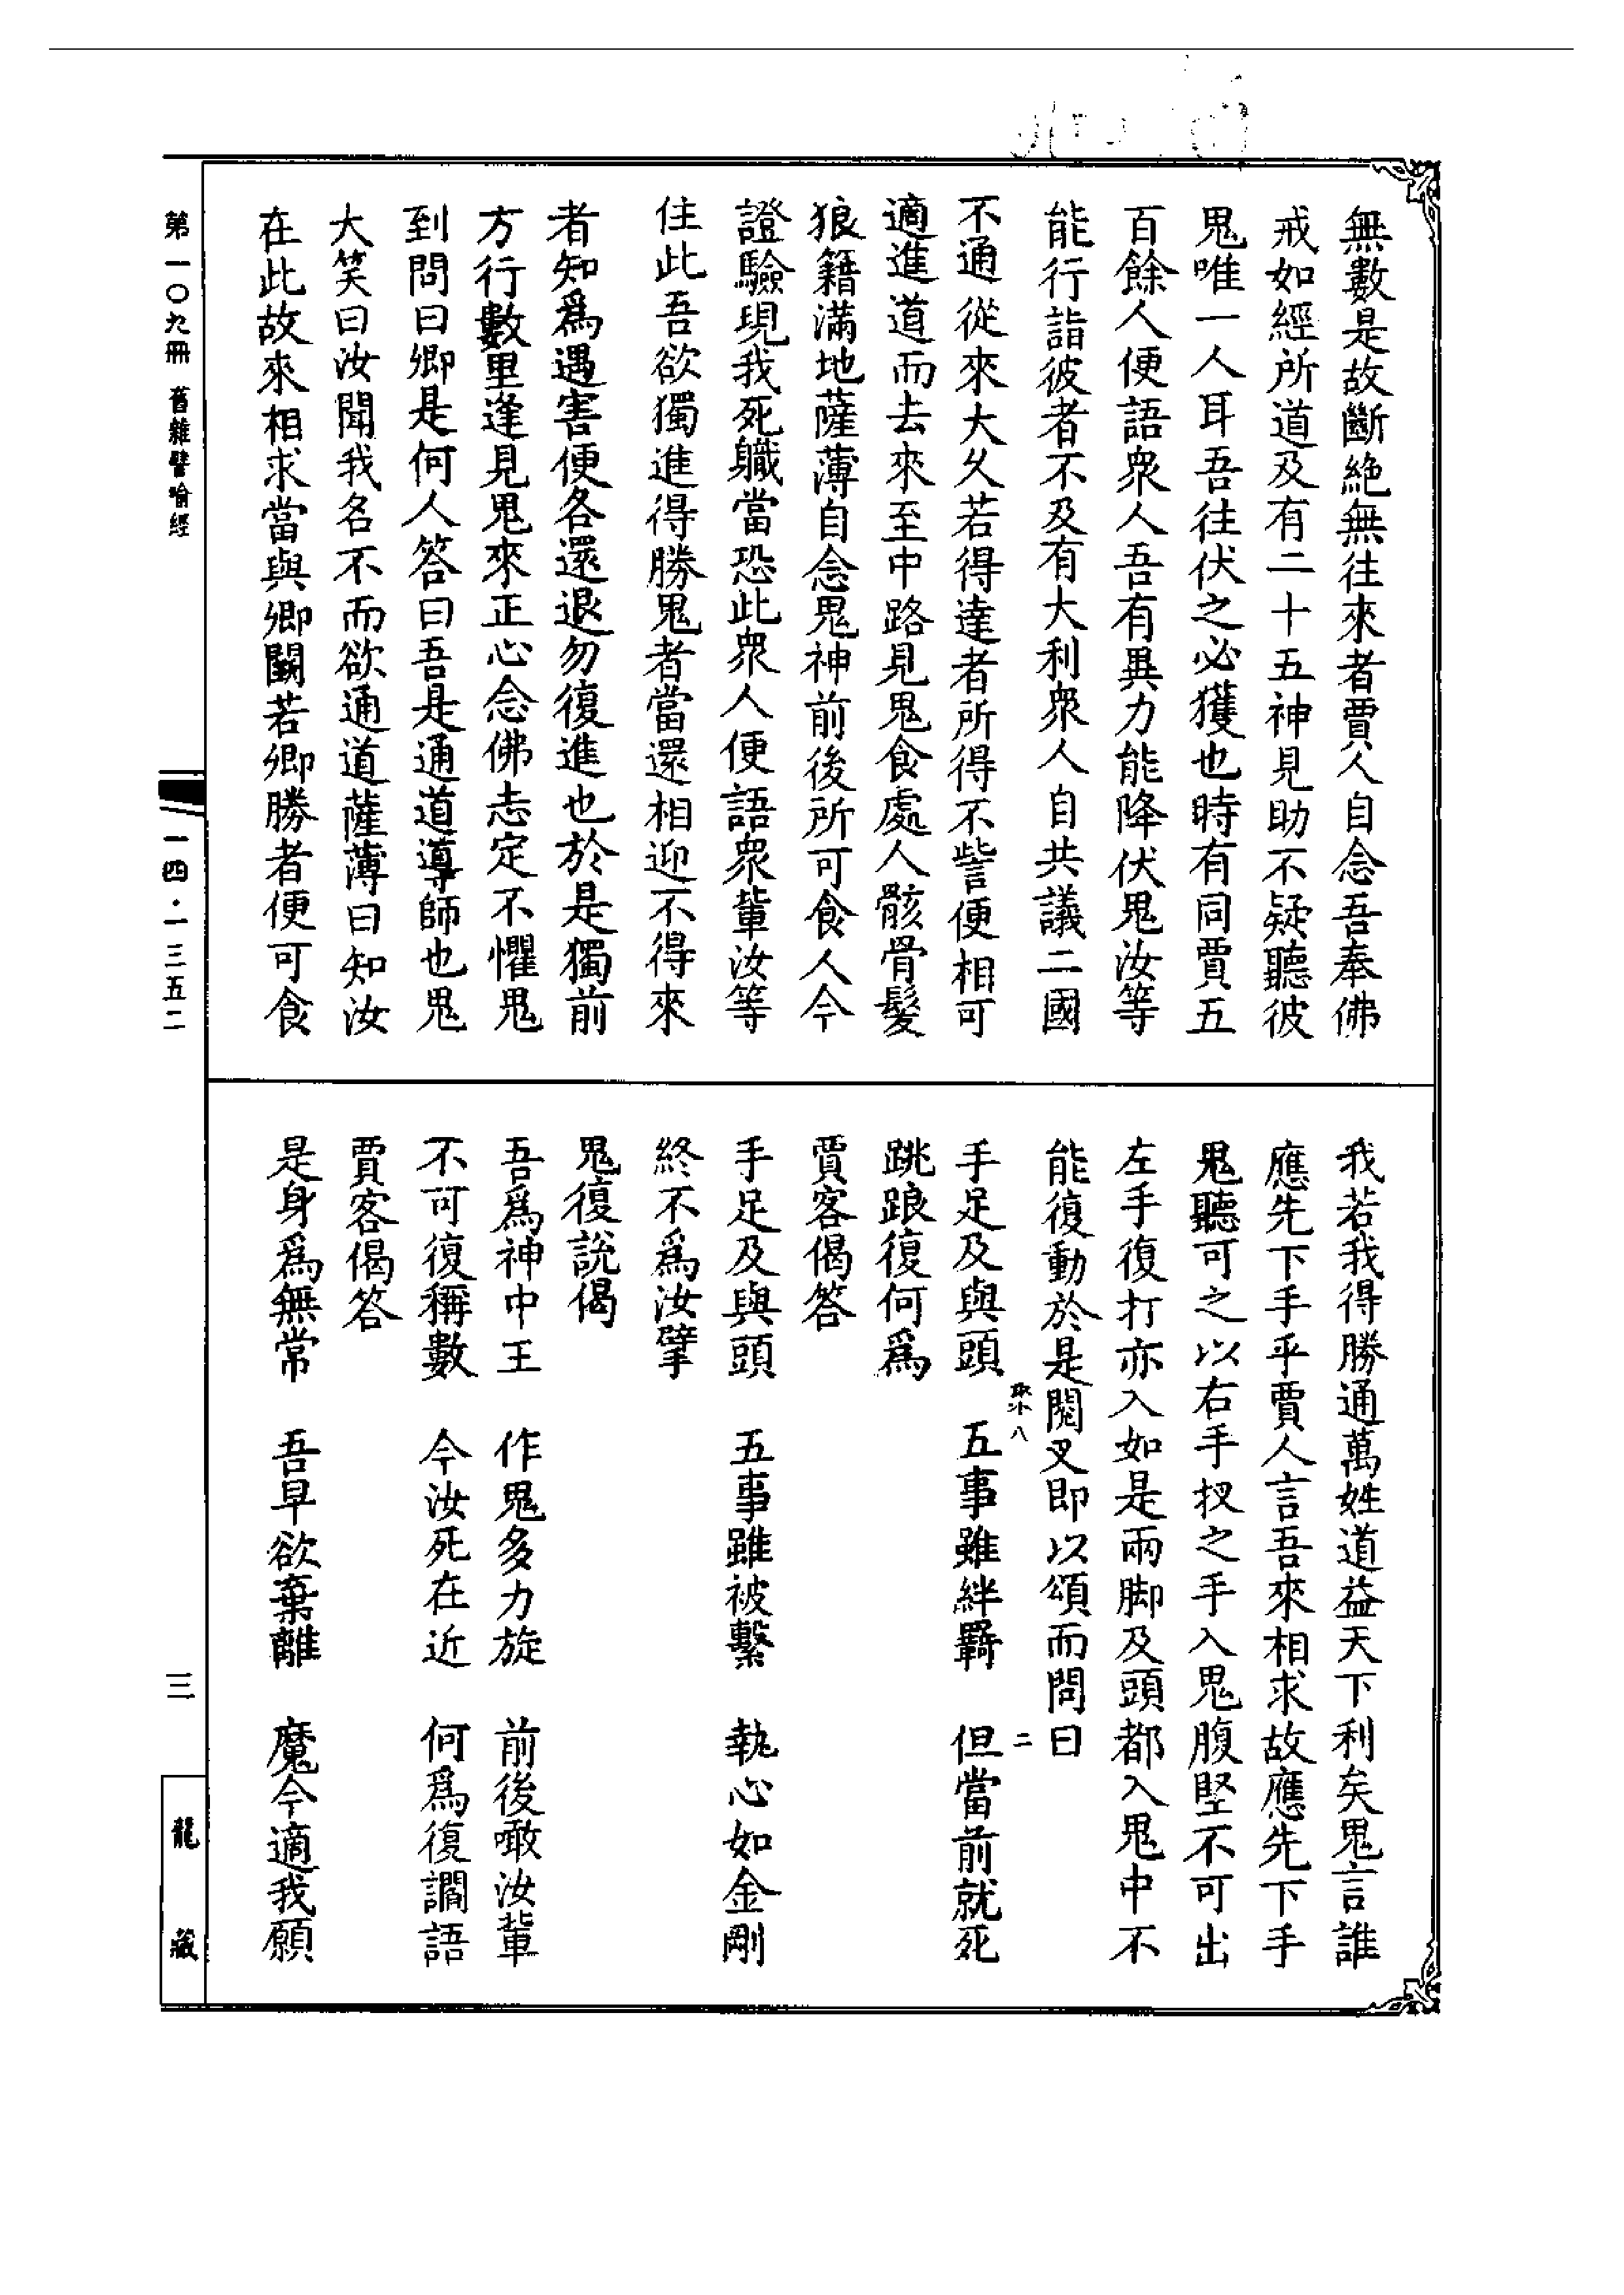 無數是故斷絕無往來者賈人自念吾奉佛
戒如經所道及有二十五神見助不疑聽彼
鬼唯一人耳吾往伏之必獲也時有同賈五
百餘人便語眾人吾有異力能降伏鬼汝等
能行詣彼者不及有大利眾人自共議二國
不通從來大久若得達者所得不訾便相可
適進道而去來至中路見鬼食處人骸骨髮
狼籍滿地薩薄自念鬼神前後所可食人今
證驗現我死職當恐此眾人便語眾輩汝等
住此吾欲獨進得勝鬼者當還相迎不得來
者知為遇害便各還退勿復進也於是獨前
方行數里逢見鬼來正心念佛志定不懼鬼
到問曰卿是何人答曰吾是通道導師也鬼
大笑曰汝聞我名不而欲通道薩薄曰知汝
在此故來相求當與卿鬭若卿勝者便可食
我若我得勝通萬姓道益天下利矣鬼言誰
應先下手乎賈人言吾來相求故應先下手
鬼聽可之以右手扠之手入鬼腹堅不可出
左手復打亦入如是兩脚及頭都入鬼中不
能復動於是閱叉即以頌而問曰
手足及與頭　五事雖絆羇　但當前就死
跳踉復何為
賈客偈答
手足及與頭　五事雖被繫　執心如金剛
終不為汝擘
鬼復說偈
吾為神中王　作鬼多力旋　前後噉汝輩
不可復稱數　今汝死在近　何為復讇語
賈客偈答
是身為無常　吾早欲棄離　魔今適我願
第一〇九冊　舊雜譬喻經
一四·一三五二
三
龍藏